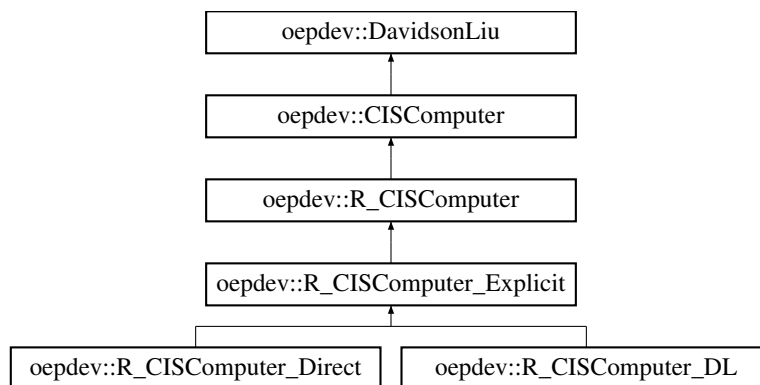 oepdev::DavidsonLiu
oepdev::CISComputer
oepdev::R_CISComputer
oepdev::R_CISComputer_Explicit
oepdev::R_CISComputer_Direct
oepdev::R_CISComputer_DL